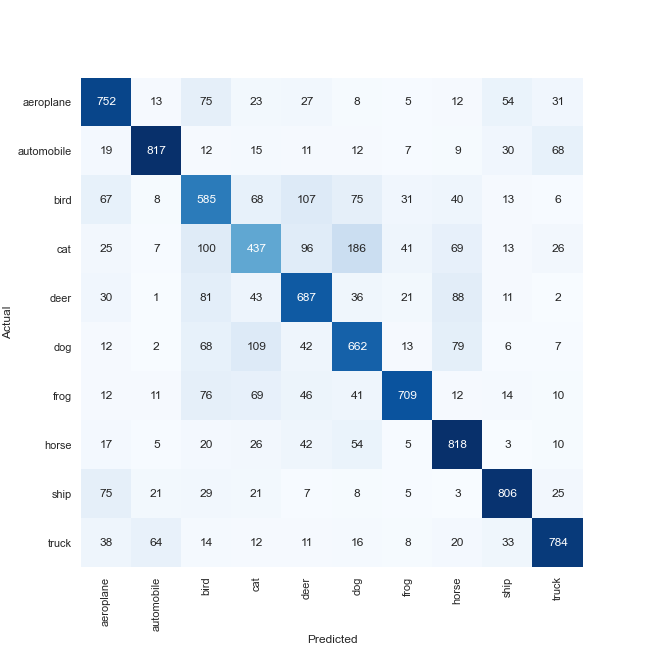 aeroplane 752 13 75 23 27 8 5 12 54 31
automobile 19 817 12 15 11 12 7 9 30 68
bird 67 8 585 68 107 75 31 40 13 6
cat 25 7 100 437 96 186 41 69 13 26
deer 30 1 81 43 687 36 21 88 11 2
Actual
dog 12 2 68 109 42 662 13 79 6 7
frog 12 11 76 69 46 41 709 12 14 10
horse 17 5 20 26 42 54 5 818 3 10
ship 75 21 29 21 7 8 5 3 806 25
truck 38 64 14 12 11 16 8 20 33 784
aeroplane automobile bird cat deer dog frog horse ship truck
Predicted